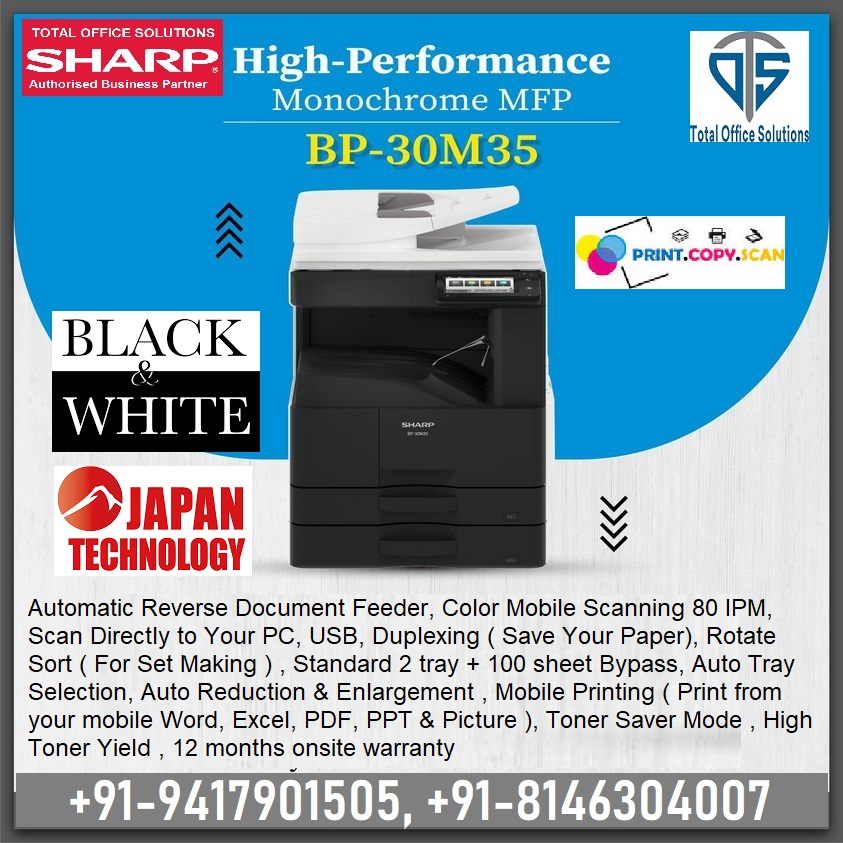 TOTAL OFFICE SOLUTIONS
SHARP®
Authorised Business Partner
High-Performance
Monochrome MFP
BP-30M35
Total Office Solutions
PRINT.COPY.SCAN
BLACK
&
WHITE
JAPAN
TECHNOLOGY
SHARP
BP-30M35
Automatic Reverse Document Feeder, Color Mobile Scanning 80 IPM,
Scan Directly to Your PC, USB, Duplexing ( Save Your Paper), Rotate
Sort ( For Set Making ) , Standard 2 tray + 100 sheet Bypass, Auto Tray
Selection, Auto Reduction & Enlargement , Mobile Printing ( Print from
your mobile Word, Excel, PDF, PPT & Picture ), Toner Saver Mode , High
Toner Yield , 12 months onsite warranty
+91-9417901505, +91-8146304007